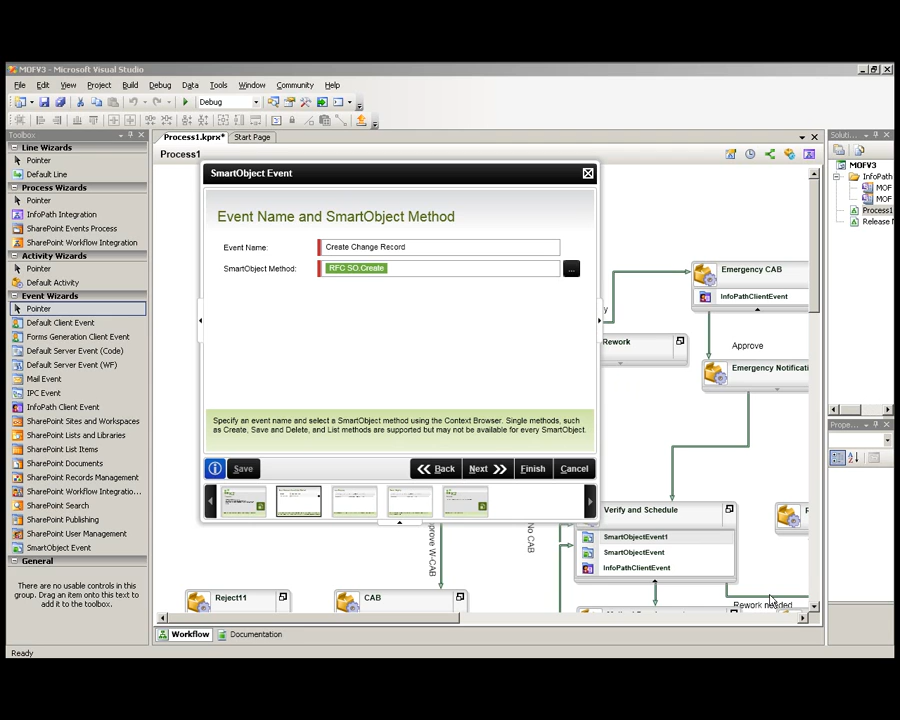 MOFV3 - Microsoft Visual Studio
File Edit View Project Build Debug Data Tools Window Community Help
Debug
Toolbox
Line Wizards
Pointer
Default Line
Process Wizards
Pointer
InfoPath Integration
SharePoint Events Process
SharePoint Workflow Integration
Activity Wizards
Pointer
Default Activity
Event Wizards
Pointer
Default Client Event
Forms Generation Client Event
Default Server Event (Code)
Default Server Event (WF)
Mail Event
IPC Event
InfoPath Client Event
SharePoint Sites and Workspaces
SharePoint Lists and Libraries
SharePoint List Items
SharePoint Documents
SharePoint Records Management
SharePoint Workflow Integratio...
SharePoint Search
SharePoint Publishing
SharePoint User Management
SmartObject Event
General
There are no usable controls in this
group. Drag an item onto this text to
add it to the toolbox.
Process1.kprx* Start Page
Process1
SmartObject Event
Event Name and SmartObject Method
Event Name: Create Change Record
SmartObject Method: RFC SO.Create ...
Specify an event name and select a SmartObject method using the Context Browser. Single methods, such
as Create, Save and Delete, and List methods are supported but may not be available for every SmartObject.
Save Back Next Finish Cancel
Emergency CAB
InfoPathClientEvent
Rework
Approve
Emergency Notificati
Verify and Schedule
SmartObjectEvent1
SmartObjectEvent
InfoPathClientEvent
Rework needed
prove W-CAB
No CAB
Reject11
CAB
Workflow Documentation
Soluti...
MOFV3
InfoPath
MOF
MOF
Process1
Release
Prope...
Ready